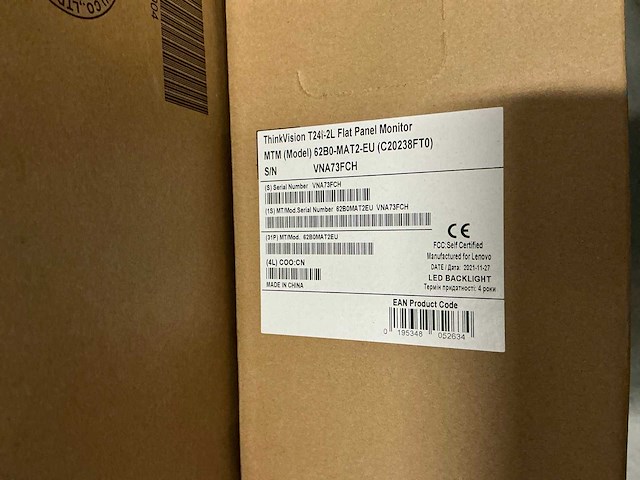 CO.,LTD
904
ThinkVision T24I-2L Flat Panel Monitor
MTM (Model) 62B0-MAT2-EU (C20238FT0)
S/N VNA73FCH
(S) Serial Number VNA73FCH
(1S) MT/Mod.Serial Number 62B0MAT2EU VNA73FCH
(31P) MT/Mod. 62B0MAT2EU
(4L) COO:CN
MADE IN CHINA
CE
FCC:Self Certified
Manufactured for Lenovo
DATE / Дата: 2021-11-27
LED BACKLIGHT
Термін придатності: 4 роки
EAN Product Code
0 195348 052634